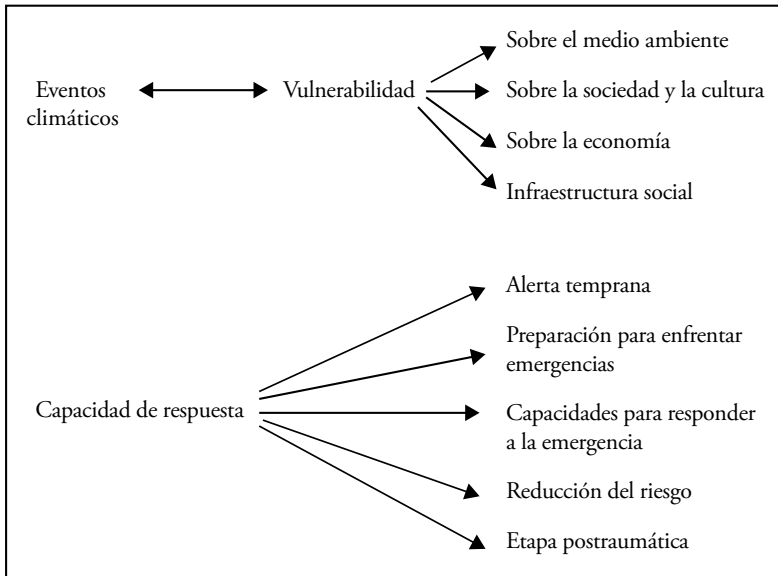 Sobre el medio ambiente
Eventos
climáticos
Vulnerabilidad
Sobre la sociedad y la cultura
Sobre la economía
Infraestructura social
Alerta temprana
Preparación para enfrentar
emergencias
Capacidad de respuesta
Capacidades para responder
a la emergencia
Reducción del riesgo
Etapa postraumática